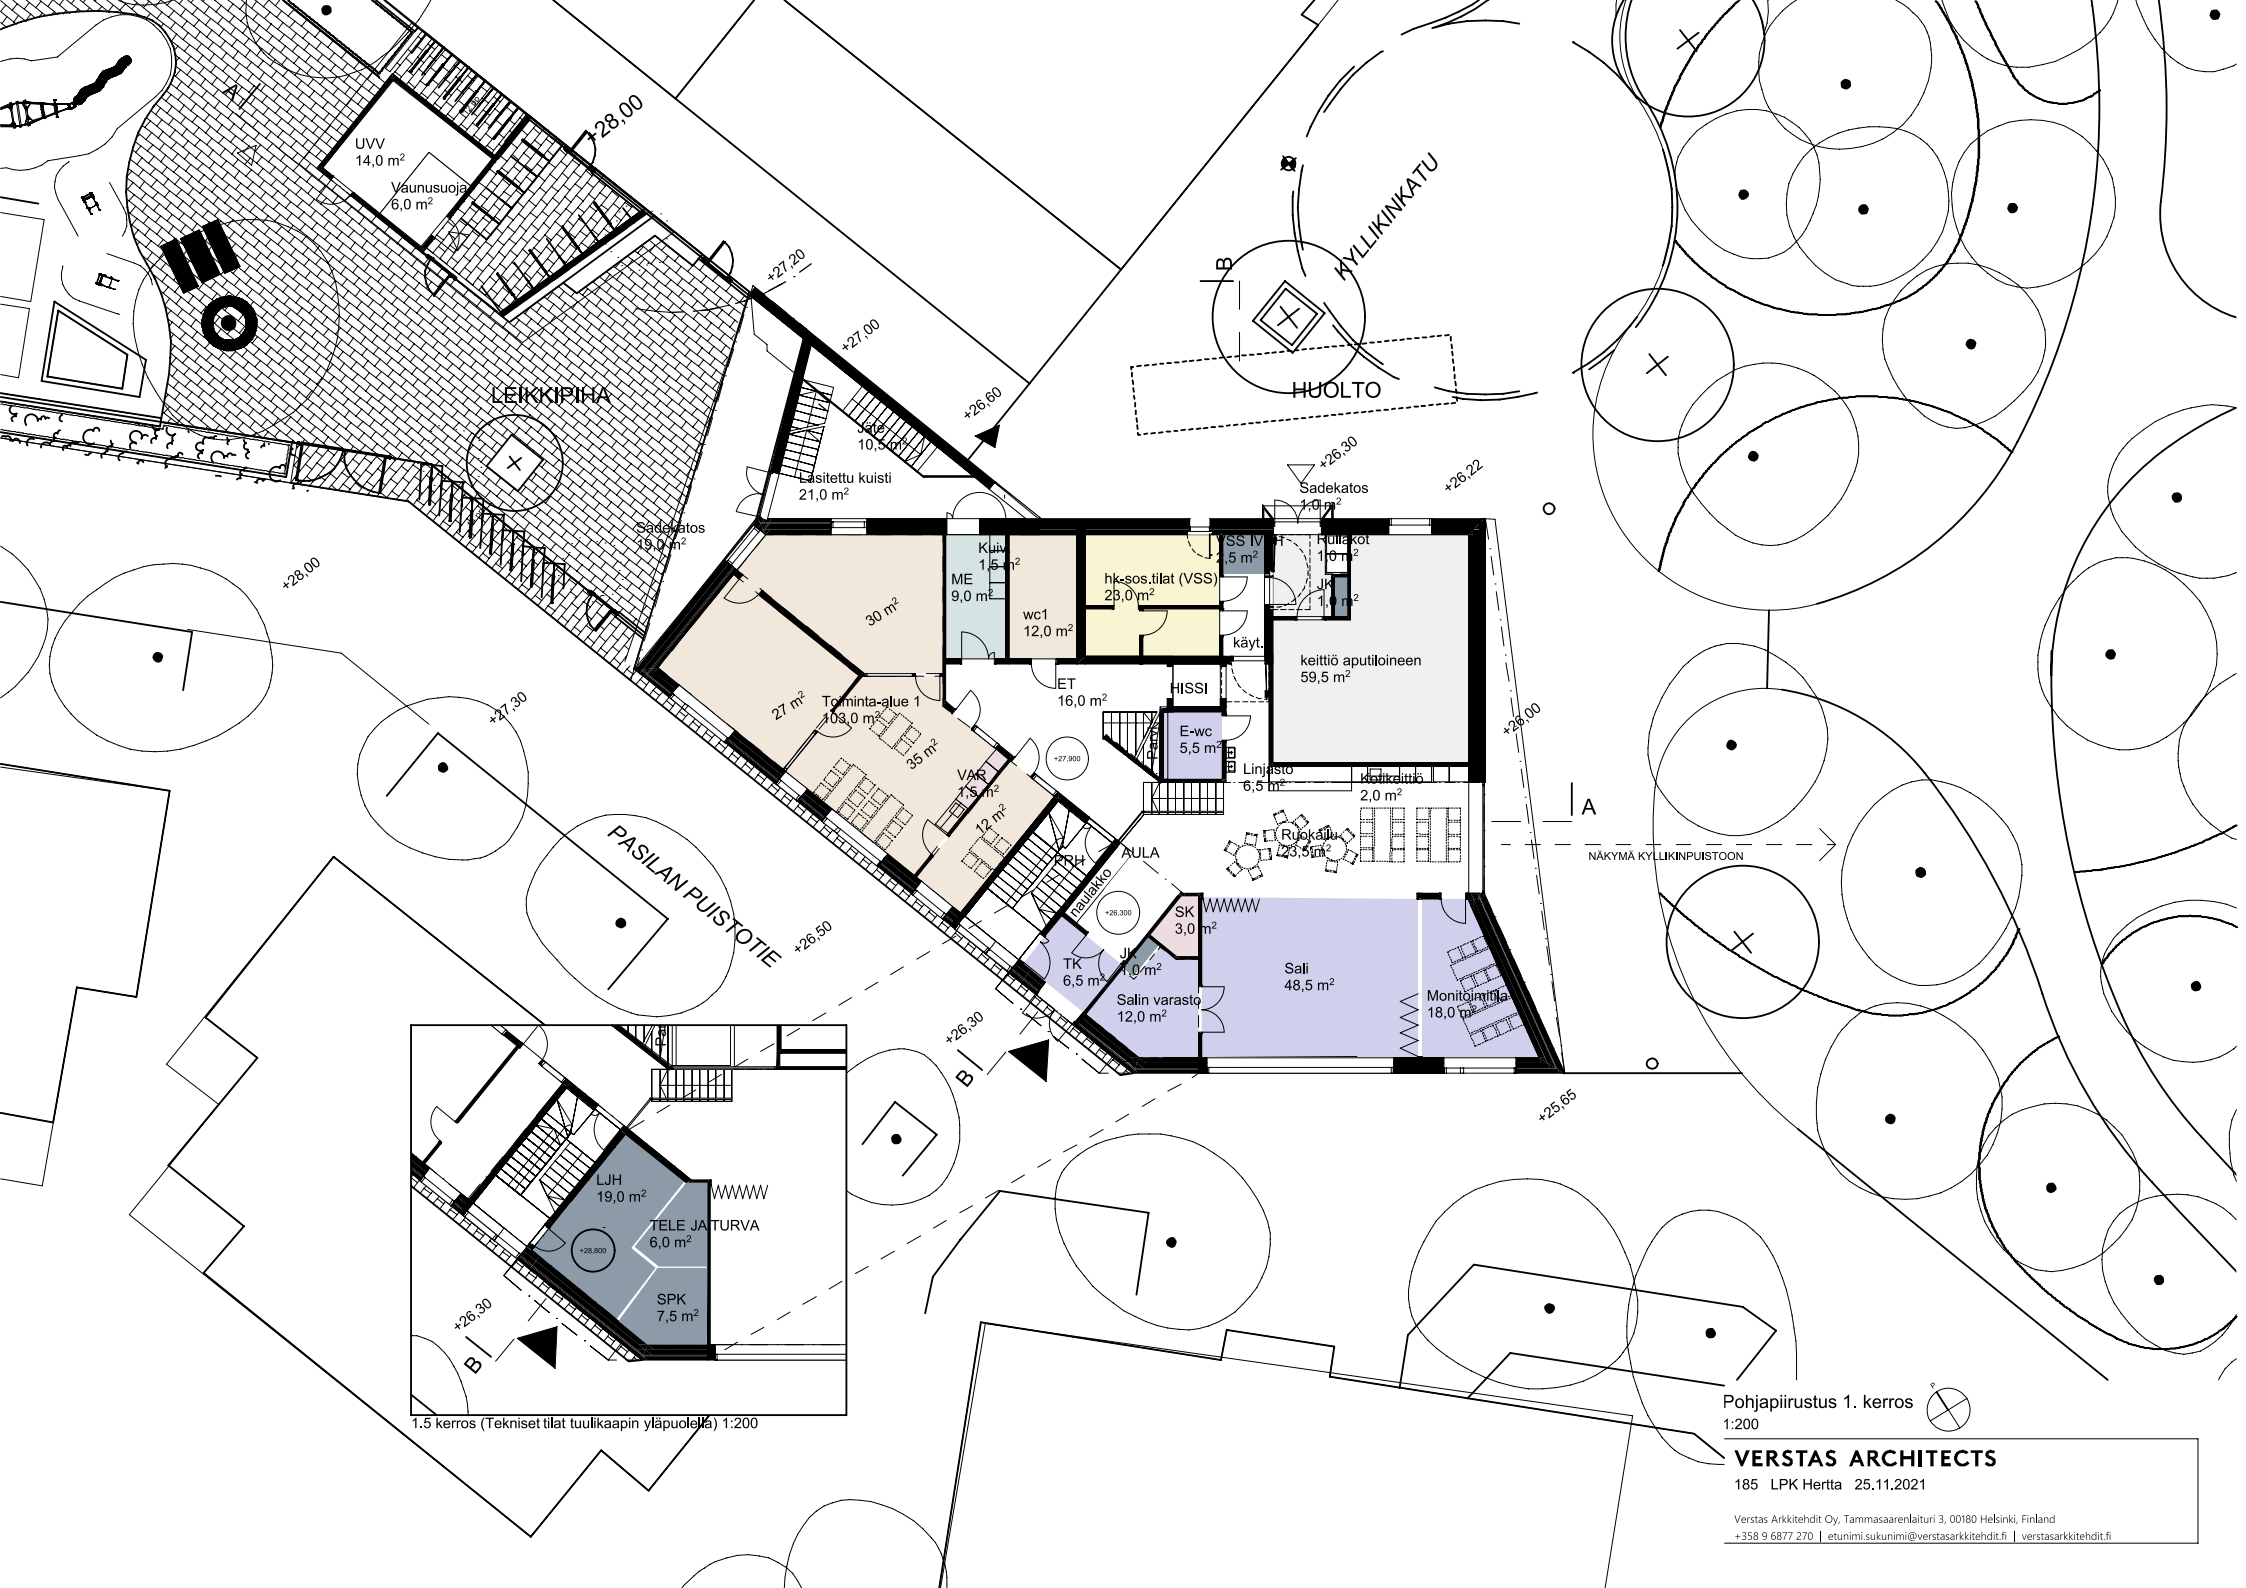 A
UVV
14,0 m²
Vaunusuoja
6,0 m²
+28,00
+27,20
+27,00
+26,60
KYLLIKINKATU
B
HUOLTO
+26,30
+26,22
LEIKKIPIHA
Jäte
10,5 m²
Lasitettu kuisti
21,0 m²
Sadekatos
1,0 m²
Sadekatos
19,0 m²
+28,00
Kuiv
1,5 m²
ME
9,0 m²
wc1
12,0 m²
hk-sos.tilat (VSS)
23,0 m²
VSS IVKH
2,5 m²
Rullakot
1,0 m²
JK
1,0 m²
käyt.
keittiö aputiloineen
59,5 m²
30 m²
27 m²
Toiminta-alue 1
103,0 m²
35 m²
VAR
1,5 m²
12 m²
ET
16,0 m²
HISSI
Parvi
E-wc
5,5 m²
+27,900
Linjasto
6,5 m²
Kotikeittiö
2,0 m²
Ruokailu
23,5 m²
+26,00
A
NÄKYMÄ KYLLIKINPUISTOON
+27,30
PASILAN PUISTOTIE
+26,50
PRH
AULA
naulakko
+26,300
SK
3,0 m²
TK
6,5 m²
JK
1,0 m²
Salin varasto
12,0 m²
Sali
48,5 m²
Monitoimitila
18,0 m²
+26,30
B
+25,65
LJH
19,0 m²
TELE JA TURVA
6,0 m²
+28,800
SPK
7,5 m²
+26,30
B
1.5 kerros (Tekniset tilat tuulikaapin yläpuolella) 1:200
Pohjapiirustus 1. kerros
P
1:200
VERSTAS ARCHITECTS
185 LPK Hertta 25.11.2021
Verstas Arkkitehdit Oy, Tammasaarenlaituri 3, 00180 Helsinki, Finland
+358 9 6877 270 | etunimi.sukunimi@verstasarkkitehdit.fi | verstasarkkitehdit.fi